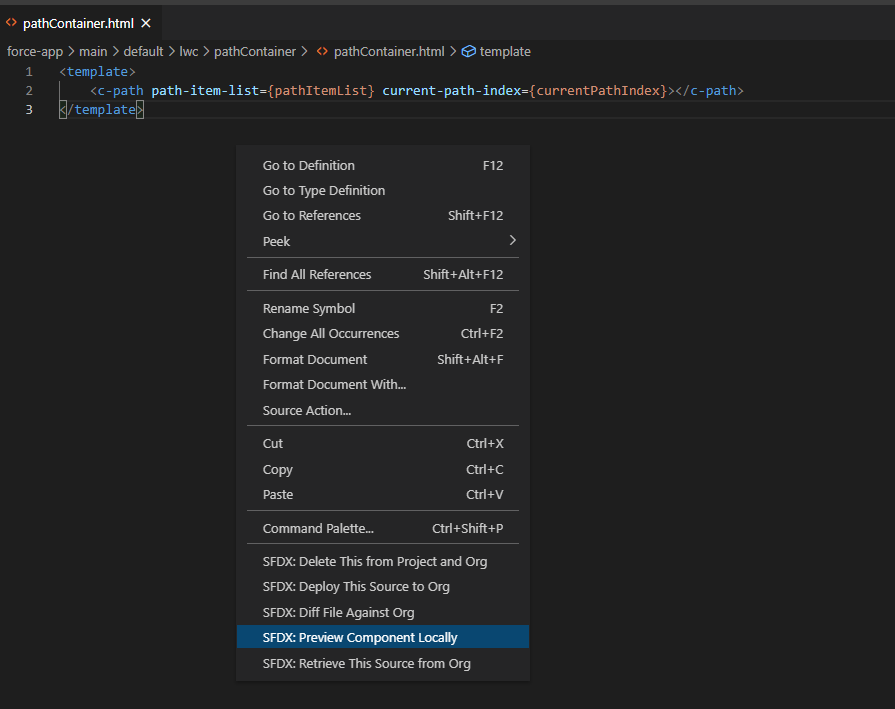 pathContainer.html
force-app > main > default > lwc > pathContainer > pathContainer.html > template
1 <template>
2 <c-path path-item-list={pathItemList} current-path-index={currentPathIndex}></c-path>
3 </template>
Go to Definition F12
Go to Type Definition
Go to References Shift+F12
Peek
Find All References Shift+Alt+F12
Rename Symbol F2
Change All Occurrences Ctrl+F2
Format Document Shift+Alt+F
Format Document With...
Source Action...
Cut Ctrl+X
Copy Ctrl+C
Paste Ctrl+V
Command Palette... Ctrl+Shift+P
SFDX: Delete This from Project and Org
SFDX: Deploy This Source to Org
SFDX: Diff File Against Org
SFDX: Preview Component Locally
SFDX: Retrieve This Source from Org